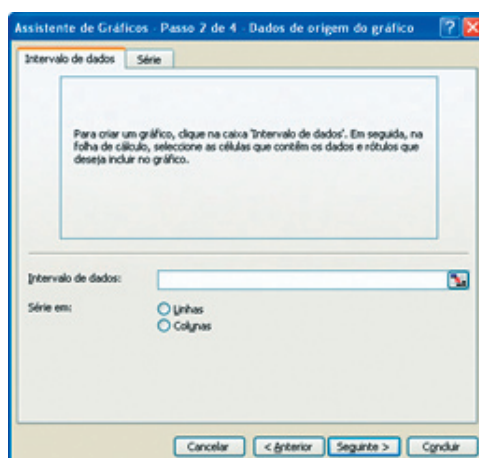 Assistente de Gráficos - Passo 2 de 4 - Dados de origem do gráfico
Intervalo de dados
Série
Para criar um gráfico, clique na caixa 'Intervalo de dados'. Em seguida, na
folha de cálculo, seleccione as células que contêm os dados e rótulos que
deseja incluir no gráfico.
Intervalo de dados:
Série em:
Linhas
Colunas
Cancelar
< Anterior
Seguinte >
Concluir